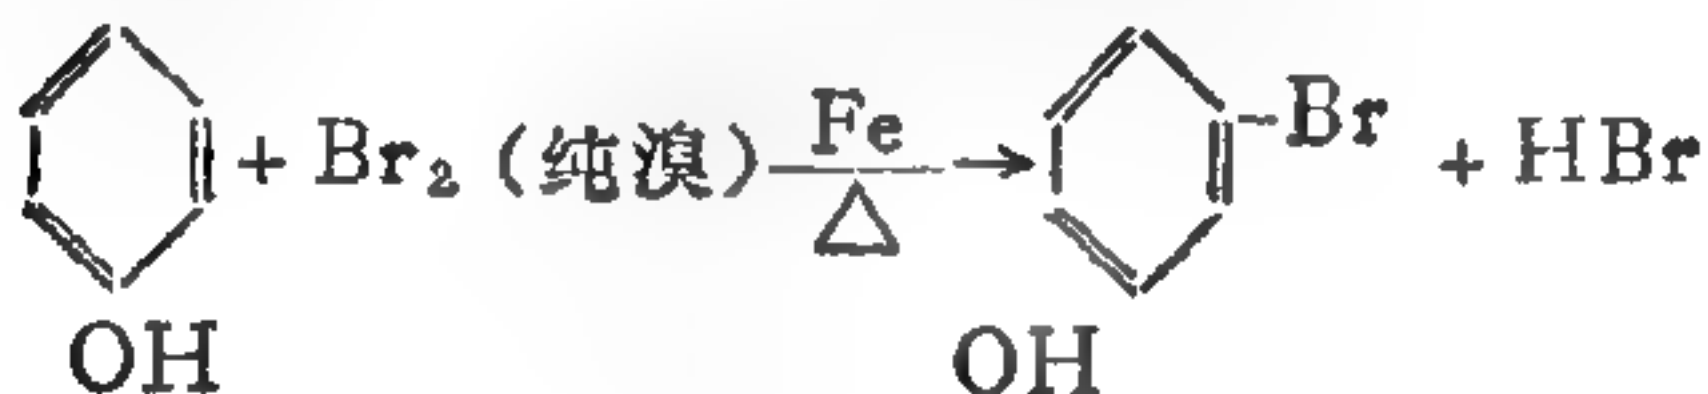 + Br₂ (纯溴) Fe △ → -Br + HBr
OH OH